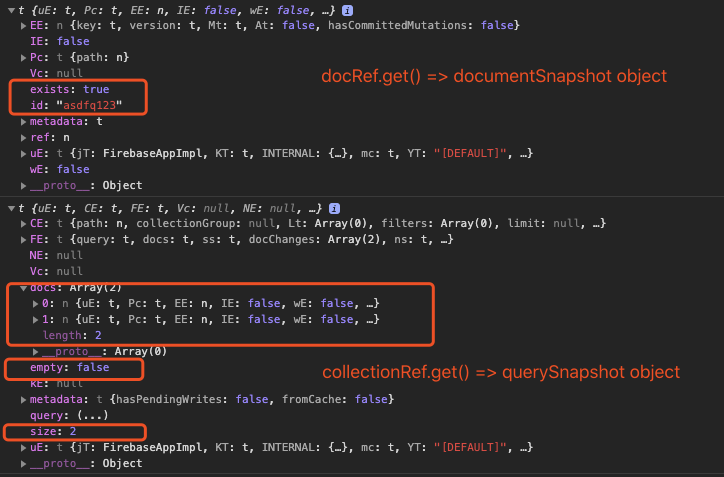 ▼t {uE: t, Pc: t, EE: n, IE: false, wE: false, …} i
▶EE: n {key: t, version: t, Mt: t, At: false, hasCommittedMutations: false}
IE: false
▶Pc: t {path: n}
Vc: null
docRef.get() => documentSnapshot object
exists: true
id: "asdfq123"
▶metadata: t
▶ref: n
▶uE: t {jT: FirebaseAppImpl, KT: t, INTERNAL: {…}, mc: t, YT: "[DEFAULT]", …}
wE: false
▶__proto__: Object
▼t {uE: t, CE: t, FE: t, Vc: null, NE: null, …} i
▶CE: t {path: n, collectionGroup: null, Lt: Array(0), filters: Array(0), limit: null, …}
▶FE: t {query: t, docs: t, ss: t, docChanges: Array(2), ns: t, …}
NE: null
Vc: null
▼docs: Array(2)
▶0: n {uE: t, Pc: t, EE: n, IE: false, wE: false, …}
▶1: n {uE: t, Pc: t, EE: n, IE: false, wE: false, …}
length: 2
▶__proto__: Array(0)
empty: false
collectionRef.get() => querySnapshot object
kE: null
▶metadata: t {hasPendingWrites: false, fromCache: false}
query: (...)
size: 2
▶uE: t {jT: FirebaseAppImpl, KT: t, INTERNAL: {…}, mc: t, YT: "[DEFAULT]", …}
▶__proto__: Object